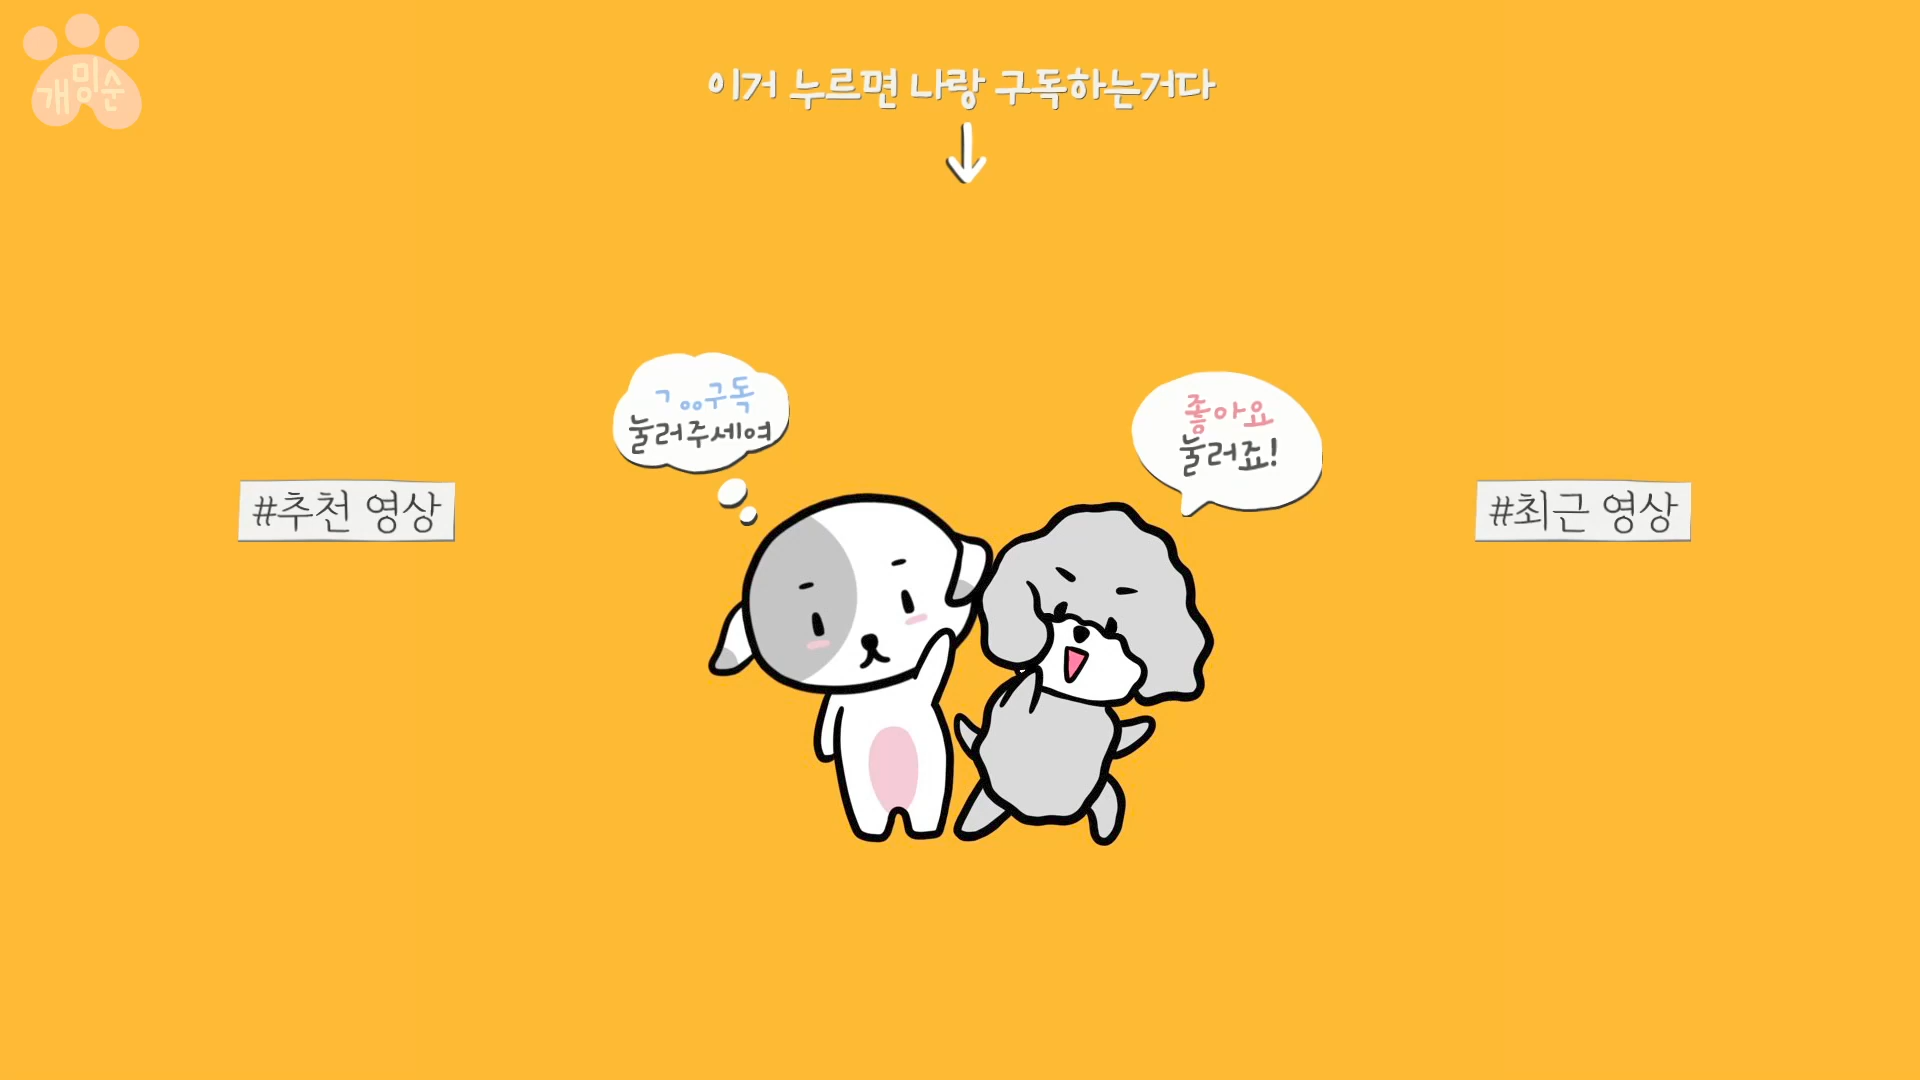 개밍순
이거 누르면 나랑 구독하는거다
ㄱ ㅇㅇ구독
눌러주세여
좋아요
눌러죠!
#추천 영상
#최근 영상